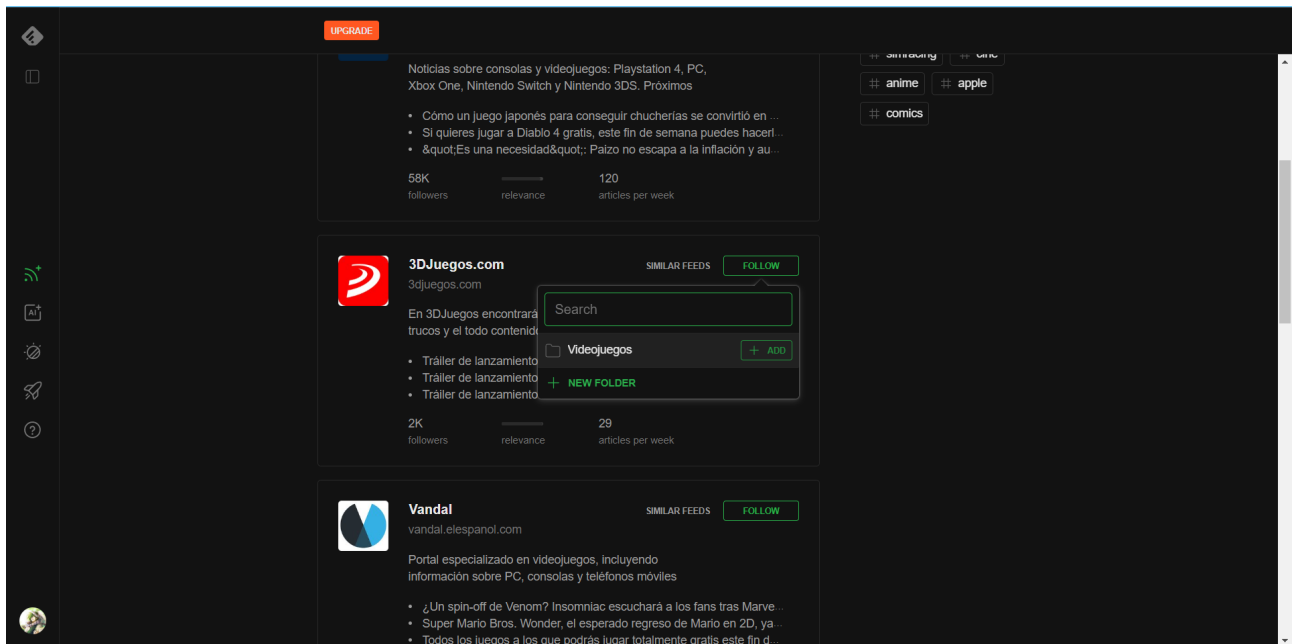 UPGRADE
# simracing # cine
Noticias sobre consolas y videojuegos: Playstation 4, PC,
Xbox One, Nintendo Switch y Nintendo 3DS. Próximos
# anime # apple
# comics
• Cómo un juego japonés para conseguir chucherías se convirtió en ...
• Si quieres jugar a Diablo 4 gratis, este fin de semana puedes hacerl...
• &quot;Es una necesidad&quot;: Paizo no escapa a la inflación y au...
58K 120
followers relevance articles per week
3DJuegos.com SIMILAR FEEDS FOLLOW
3djuegos.com
En 3DJuegos encontrará
trucos y el todo contenid
• Tráiler de lanzamiento
• Tráiler de lanzamiento
• Tráiler de lanzamiento
Search
Videojuegos + ADD
+ NEW FOLDER
2K 29
followers relevance articles per week
AI
?
Vandal SIMILAR FEEDS FOLLOW
vandal.elespanol.com
Portal especializado en videojuegos, incluyendo
información sobre PC, consolas y teléfonos móviles
• ¿Un spin-off de Venom? Insomniac escuchará a los fans tras Marve...
• Super Mario Bros. Wonder, el esperado regreso de Mario en 2D, ya...
• Todos los juegos a los que podrás jugar totalmente gratis este fin d...